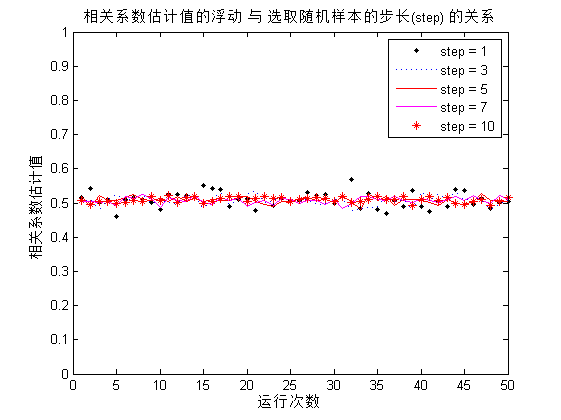 相关系数估计值的浮动 与 选取随机样本的步长(step) 的关系
step = 1
step = 3
step = 5
step = 7
step = 10
相关系数估计值
1
0.9
0.8
0.7
0.6
0.5
0.4
0.3
0.2
0.1
0
0 5 10 15 20 25 30 35 40 45 50
运行次数